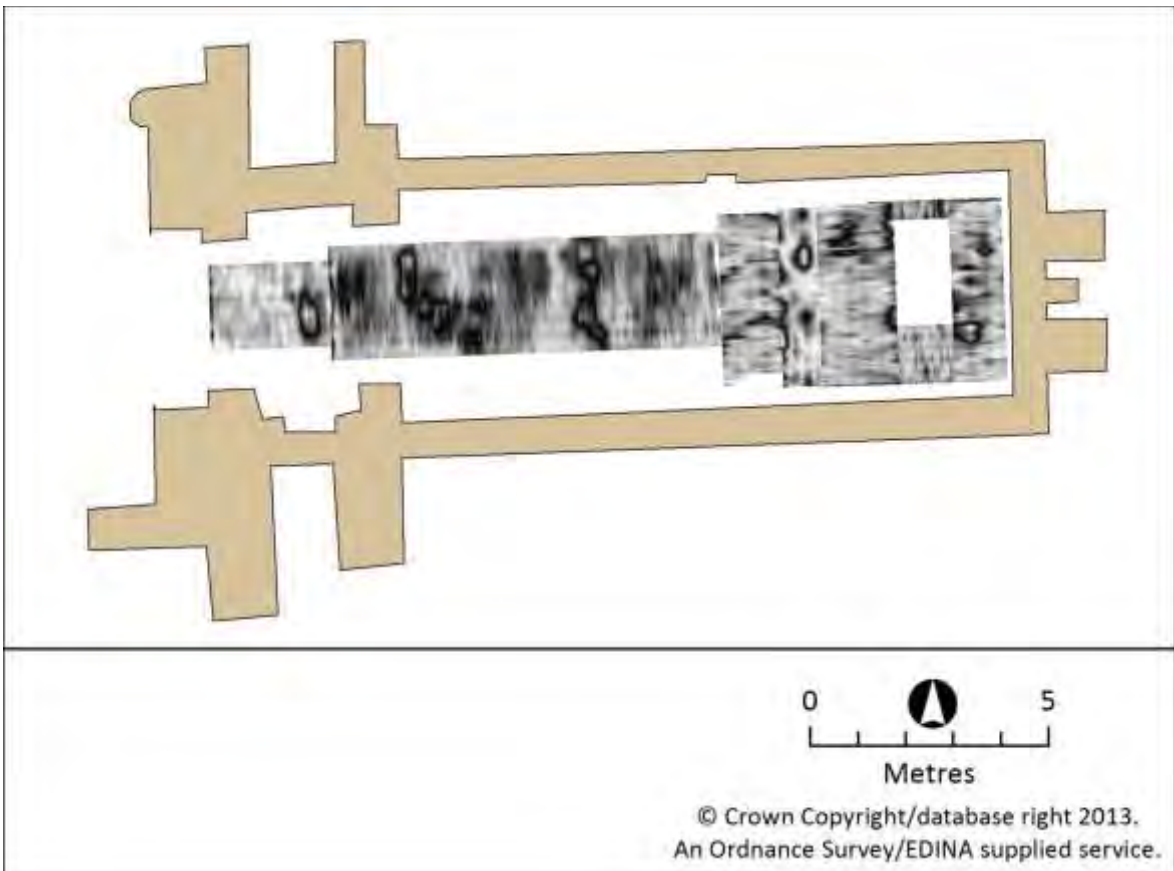 0 5
Metres
© Crown Copyright/database right 2013.
An Ordnance Survey/EDINA supplied service.